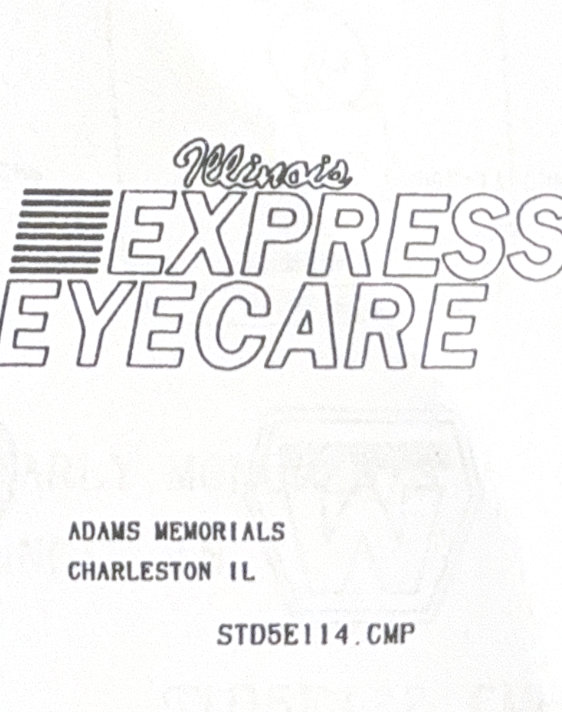 Illinois
EXPRESS
EYECARE
ADAMS MEMORIALS
CHARLESTON IL
STD5E114.CMP